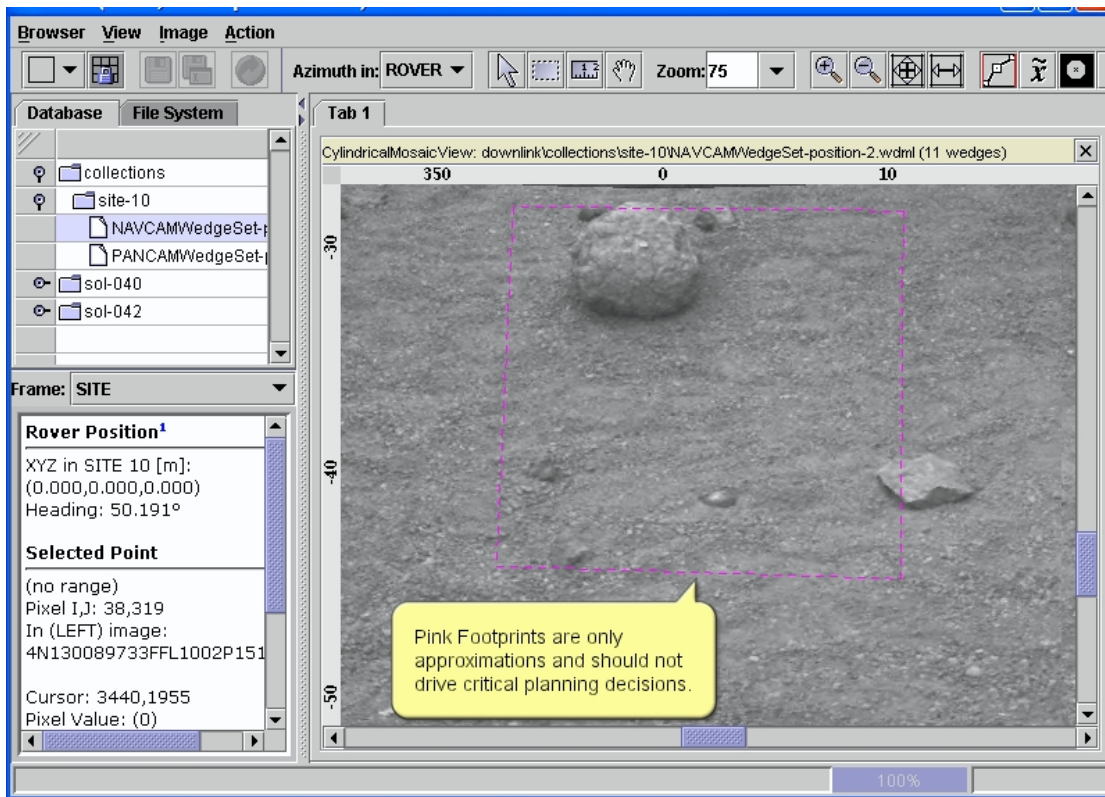 Browser View Image Action
Azimuth in: ROVER Zoom: 75
Database File System
collections
site-10
NAVCAMWedgeSet-p
PANCAMWedgeSet-p
sol-040
sol-042
Frame: SITE
Rover Position¹
XYZ in SITE 10 [m]:
(0.000,0.000,0.000)
Heading: 50.191º
Selected Point
(no range)
Pixel I,J: 38,319
In (LEFT) image:
4N130089733FFL1002P151
Cursor: 3440,1955
Pixel Value: (0)
Tab 1
CylindricalMosaicView: downlink\collections\site-10\NAVCAMWedgeSet-position-2.wdml (11 wedges)
350 0 10
-30
-40
-50
Pink Footprints are only
approximations and should not
drive critical planning decisions.
100%